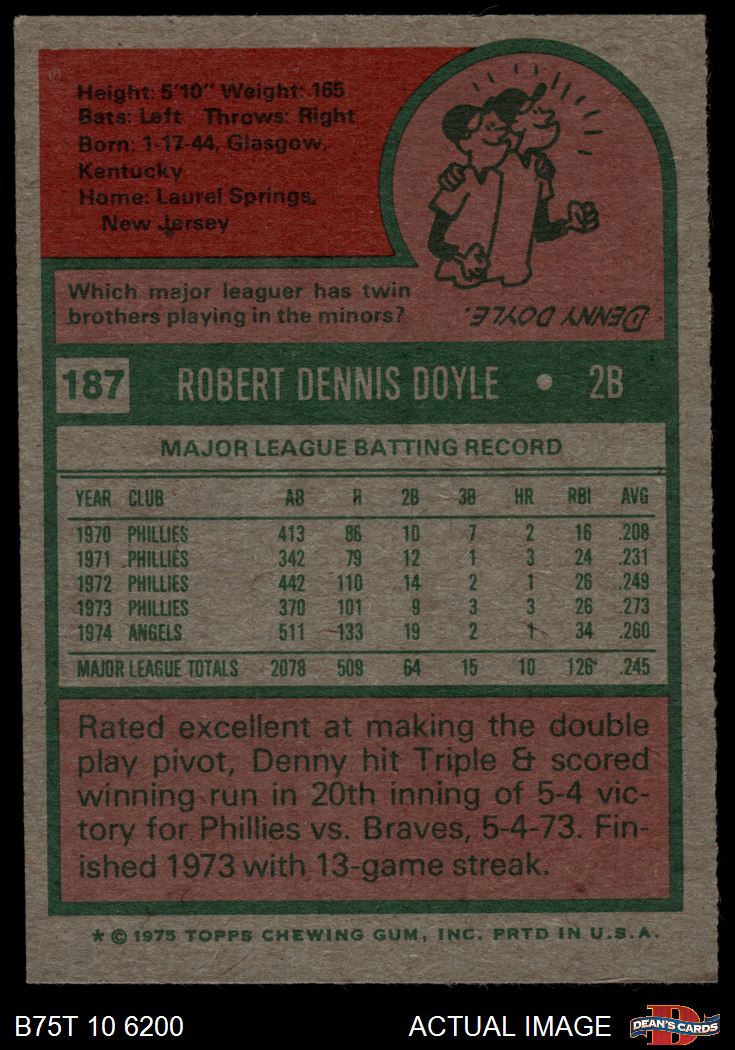 Height: 5'10" Weight: 165
Bats: Left Throws: Right
Born: 1-17-44, Glasgow,
Kentucky
Home: Laurel Springs,
New Jersey
Which major leaguer has twin
brothers playing in the minors?
DENNY DOYLE.
187 ROBERT DENNIS DOYLE • 2B
MAJOR LEAGUE BATTING RECORD
YEAR CLUB AB H 2B 3B HR RBI AVG
1970 PHILLIES 413 86 10 7 2 16 .208
1971 PHILLIES 342 79 12 1 3 24 .231
1972 PHILLIES 442 110 14 2 1 26 .249
1973 PHILLIES 370 101 9 3 3 26 .273
1974 ANGELS 511 133 19 2 1 34 .260
MAJOR LEAGUE TOTALS 2078 509 64 15 10 126 .245
Rated excellent at making the double
play pivot, Denny hit Triple & scored
winning run in 20th inning of 5-4 vic-
tory for Phillies vs. Braves, 5-4-73. Fin-
ished 1973 with 13-game streak.
* © 1975 TOPPS CHEWING GUM, INC. PRTD IN U.S.A.
B75T 10 6200 ACTUAL IMAGE
DEAN'S CARDS